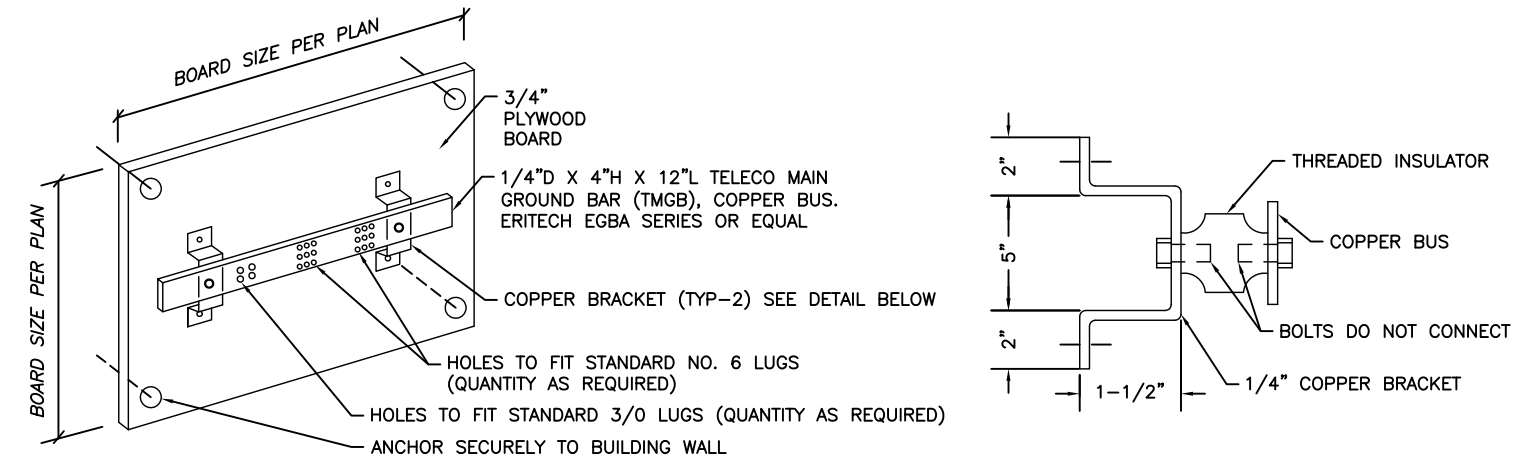 BOARD SIZE PER PLAN
BOARD SIZE PER PLAN
3/4"
PLYWOOD
BOARD
1/4"D X 4"H X 12"L TELECO MAIN
GROUND BAR (TMGB), COPPER BUS.
ERITECH EGBA SERIES OR EQUAL
COPPER BRACKET (TYP-2) SEE DETAIL BELOW
HOLES TO FIT STANDARD NO. 6 LUGS
(QUANTITY AS REQUIRED)
HOLES TO FIT STANDARD 3/0 LUGS (QUANTITY AS REQUIRED)
ANCHOR SECURELY TO BUILDING WALL
2"
5"
2"
1-1/2"
THREADED INSULATOR
COPPER BUS
BOLTS DO NOT CONNECT
1/4" COPPER BRACKET